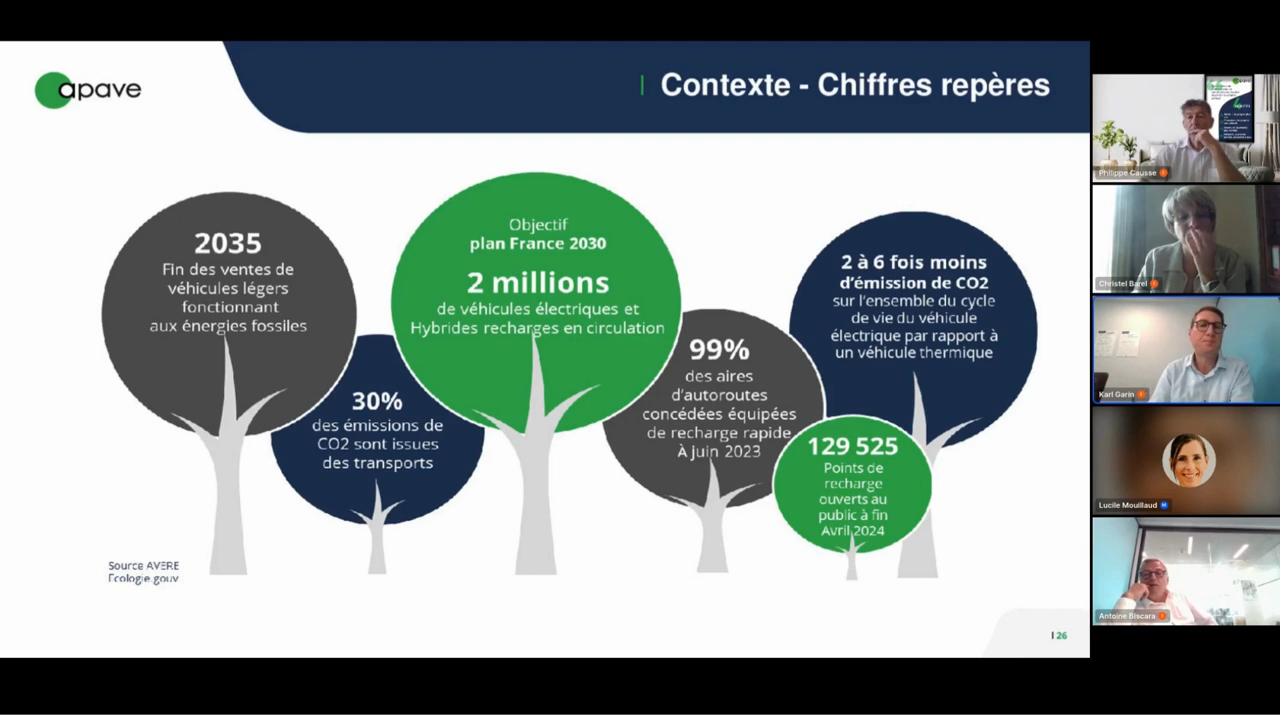 apave
Contexte - Chiffres repères
2035
Fin des ventes de
véhicules légers
fonctionnant
aux énergies fossiles
30%
des émissions de
CO2 sont issues
des transports
Objectif
plan France 2030
2 millions
de véhicules électriques et
Hybrides recharges en circulation
99%
des aires
d'autoroutes
concédées équipées
de recharge rapide
À juin 2023
129 525
Points de
recharge
ouverts au
public à fin
Avril 2024
2 à 6 fois moins
d'émission de CO2
sur l'ensemble du cycle
de vie du véhicule
électrique par rapport à
un véhicule thermique
Source AVERE
Ecologie.gouv
26
Philippe Causse
Christel Barel
Karl Garin
Lucile Mouillaud
Antoine Biscara